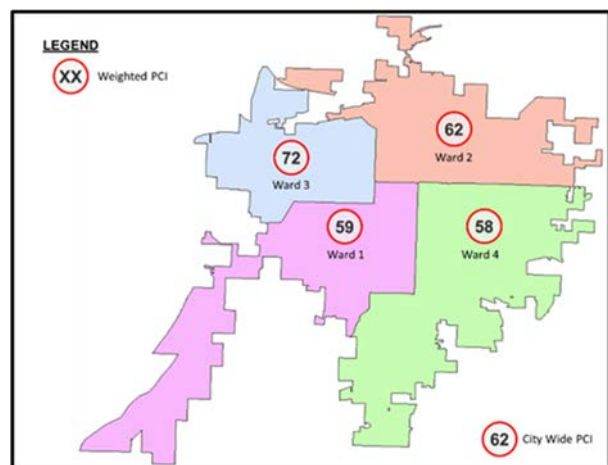 LEGEND
XX Weighted PCI
62
Ward 2
72
Ward 3
59
Ward 1
58
Ward 4
62 City Wide PCI